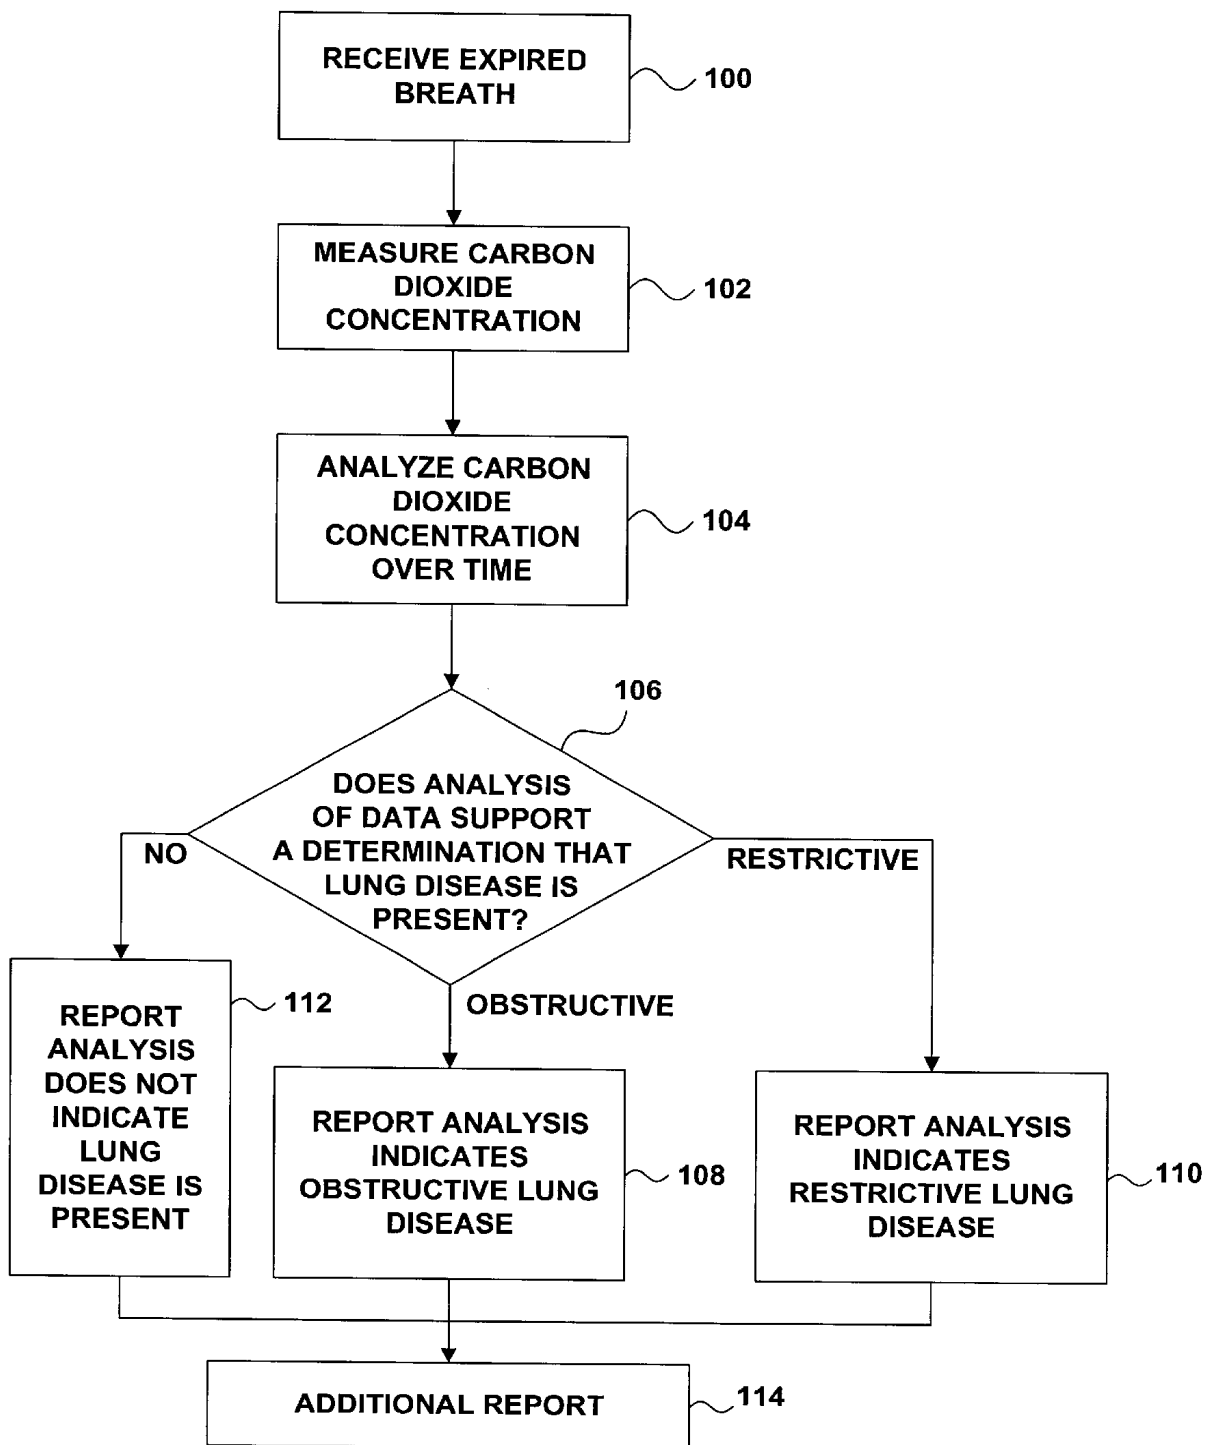 RECEIVE EXPIRED
BREATH
100
MEASURE CARBON
DIOXIDE
CONCENTRATION
102
ANALYZE CARBON
DIOXIDE
CONCENTRATION
OVER TIME
104
106
DOES ANALYSIS
OF DATA SUPPORT
A DETERMINATION THAT
LUNG DISEASE IS
PRESENT?
NO
RESTRICTIVE
OBSTRUCTIVE
REPORT
ANALYSIS
DOES NOT
INDICATE
LUNG
DISEASE IS
PRESENT
112
REPORT ANALYSIS
INDICATES
OBSTRUCTIVE LUNG
DISEASE
108
REPORT ANALYSIS
INDICATES
RESTRICTIVE LUNG
DISEASE
110
ADDITIONAL REPORT
114